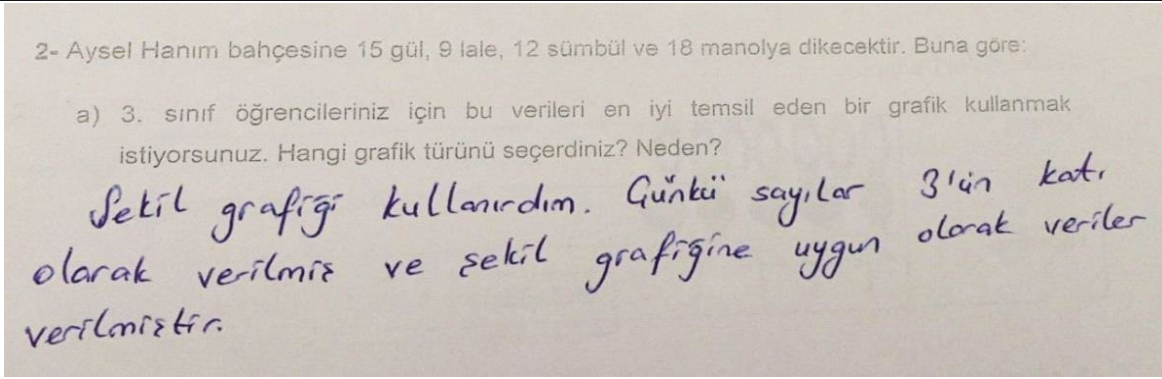 2- Aysel Hanım bahçesine 15 gül, 9 lale, 12 sümbül ve 18 manolya dikecektir. Buna göre:
a) 3. sınıf öğrencileriniz için bu verileri en iyi temsil eden bir grafik kullanmak
istiyorsunuz. Hangi grafik türünü seçerdiniz? Neden?
Şekil grafiği kullanırdım. Çünkü sayılar 3'ün katı
olarak verilmiş ve şekil grafiğine uygun olarak veriler
verilmiştir.